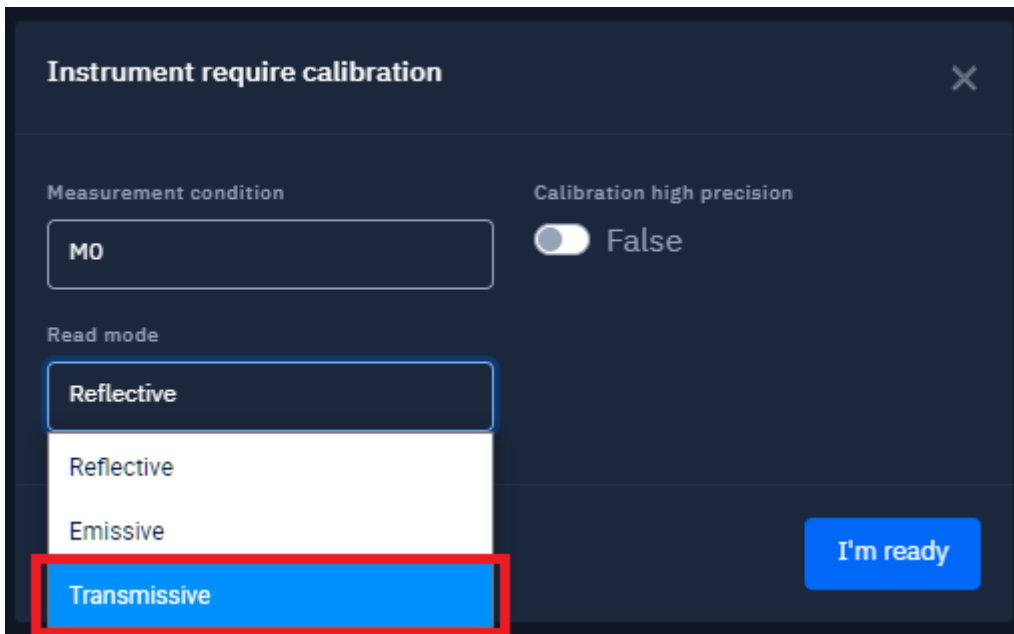 Instrument require calibration
Measurement condition
M0
Calibration high precision
False
Read mode
Reflective
Reflective
Emissive
Transmissive
I'm ready